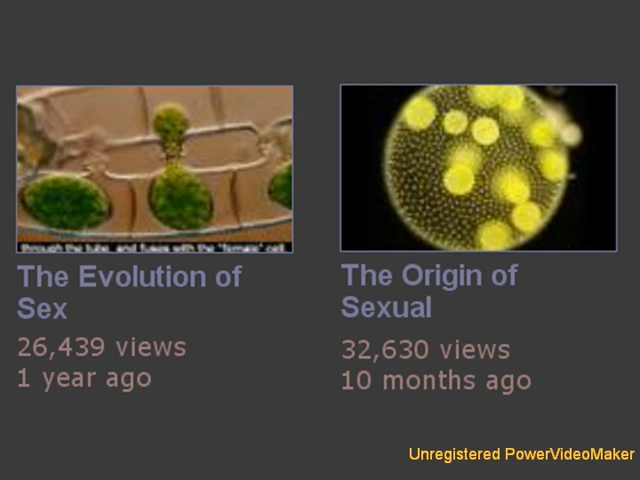 through the tube, and fuses with the "female" cell
The Evolution of
Sex
26,439 views
1 year ago
The Origin of
Sexual
32,630 views
10 months ago
Unregistered PowerVideoMaker